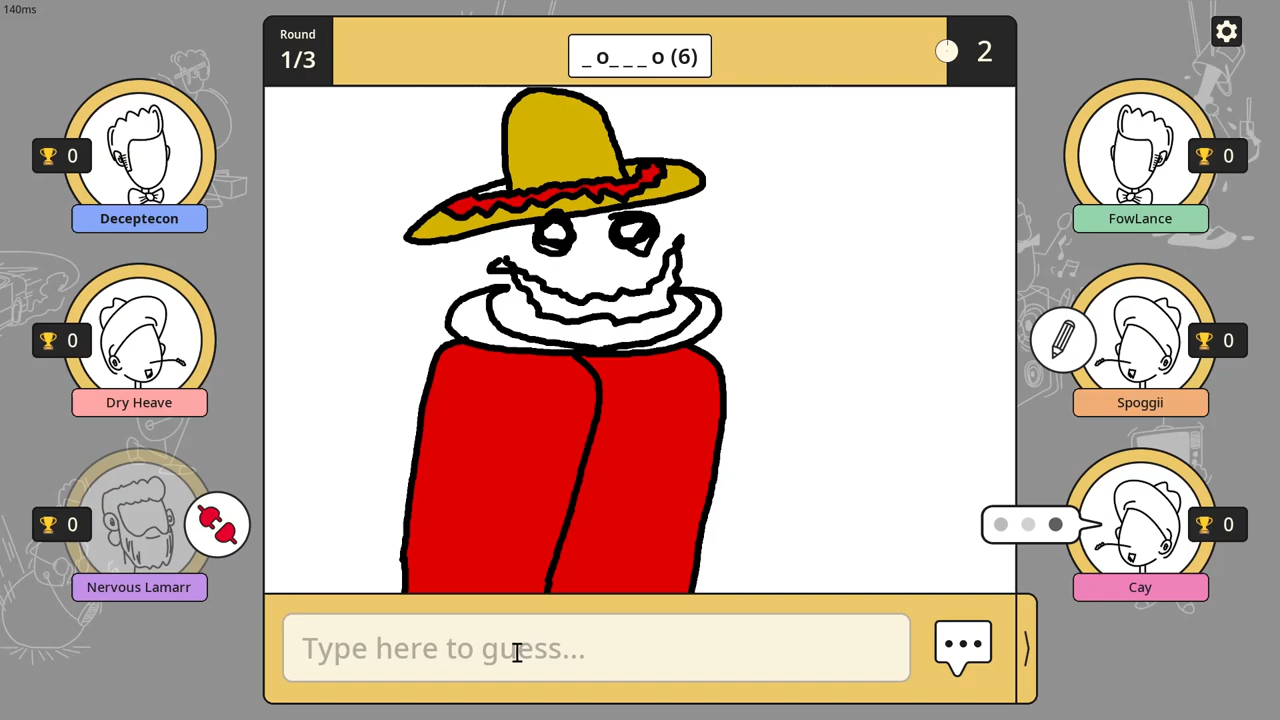 140ms
Round
1/3
_ o_ _ _ o (6)
2
0
Deceptecon
0
FowLance
0
Dry Heave
0
Spoggii
0
Nervous Lamarr
0
Cay
Type here to guess...